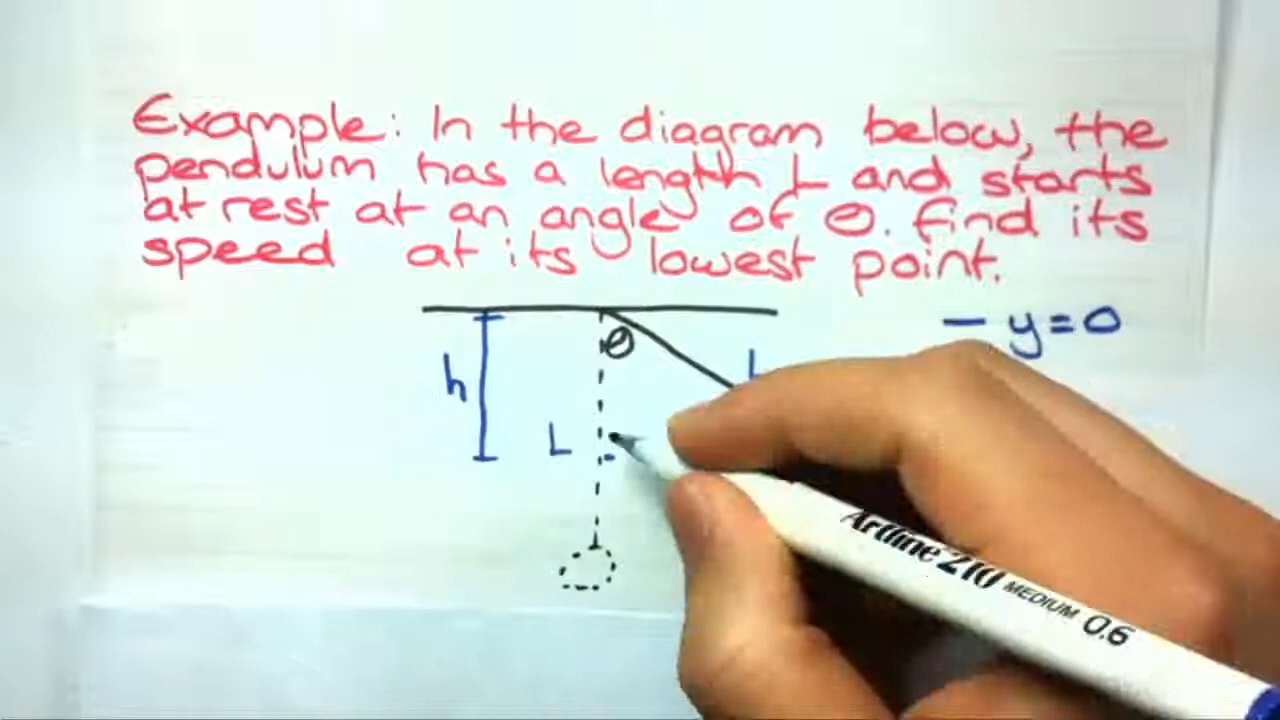 Example: In the diagram below, the
pendulum has a length L and starts
at rest at an angle of θ. find its
speed at its lowest point.
- y=0
θ
h
L
L
Artline 210 MEDIUM 0.6